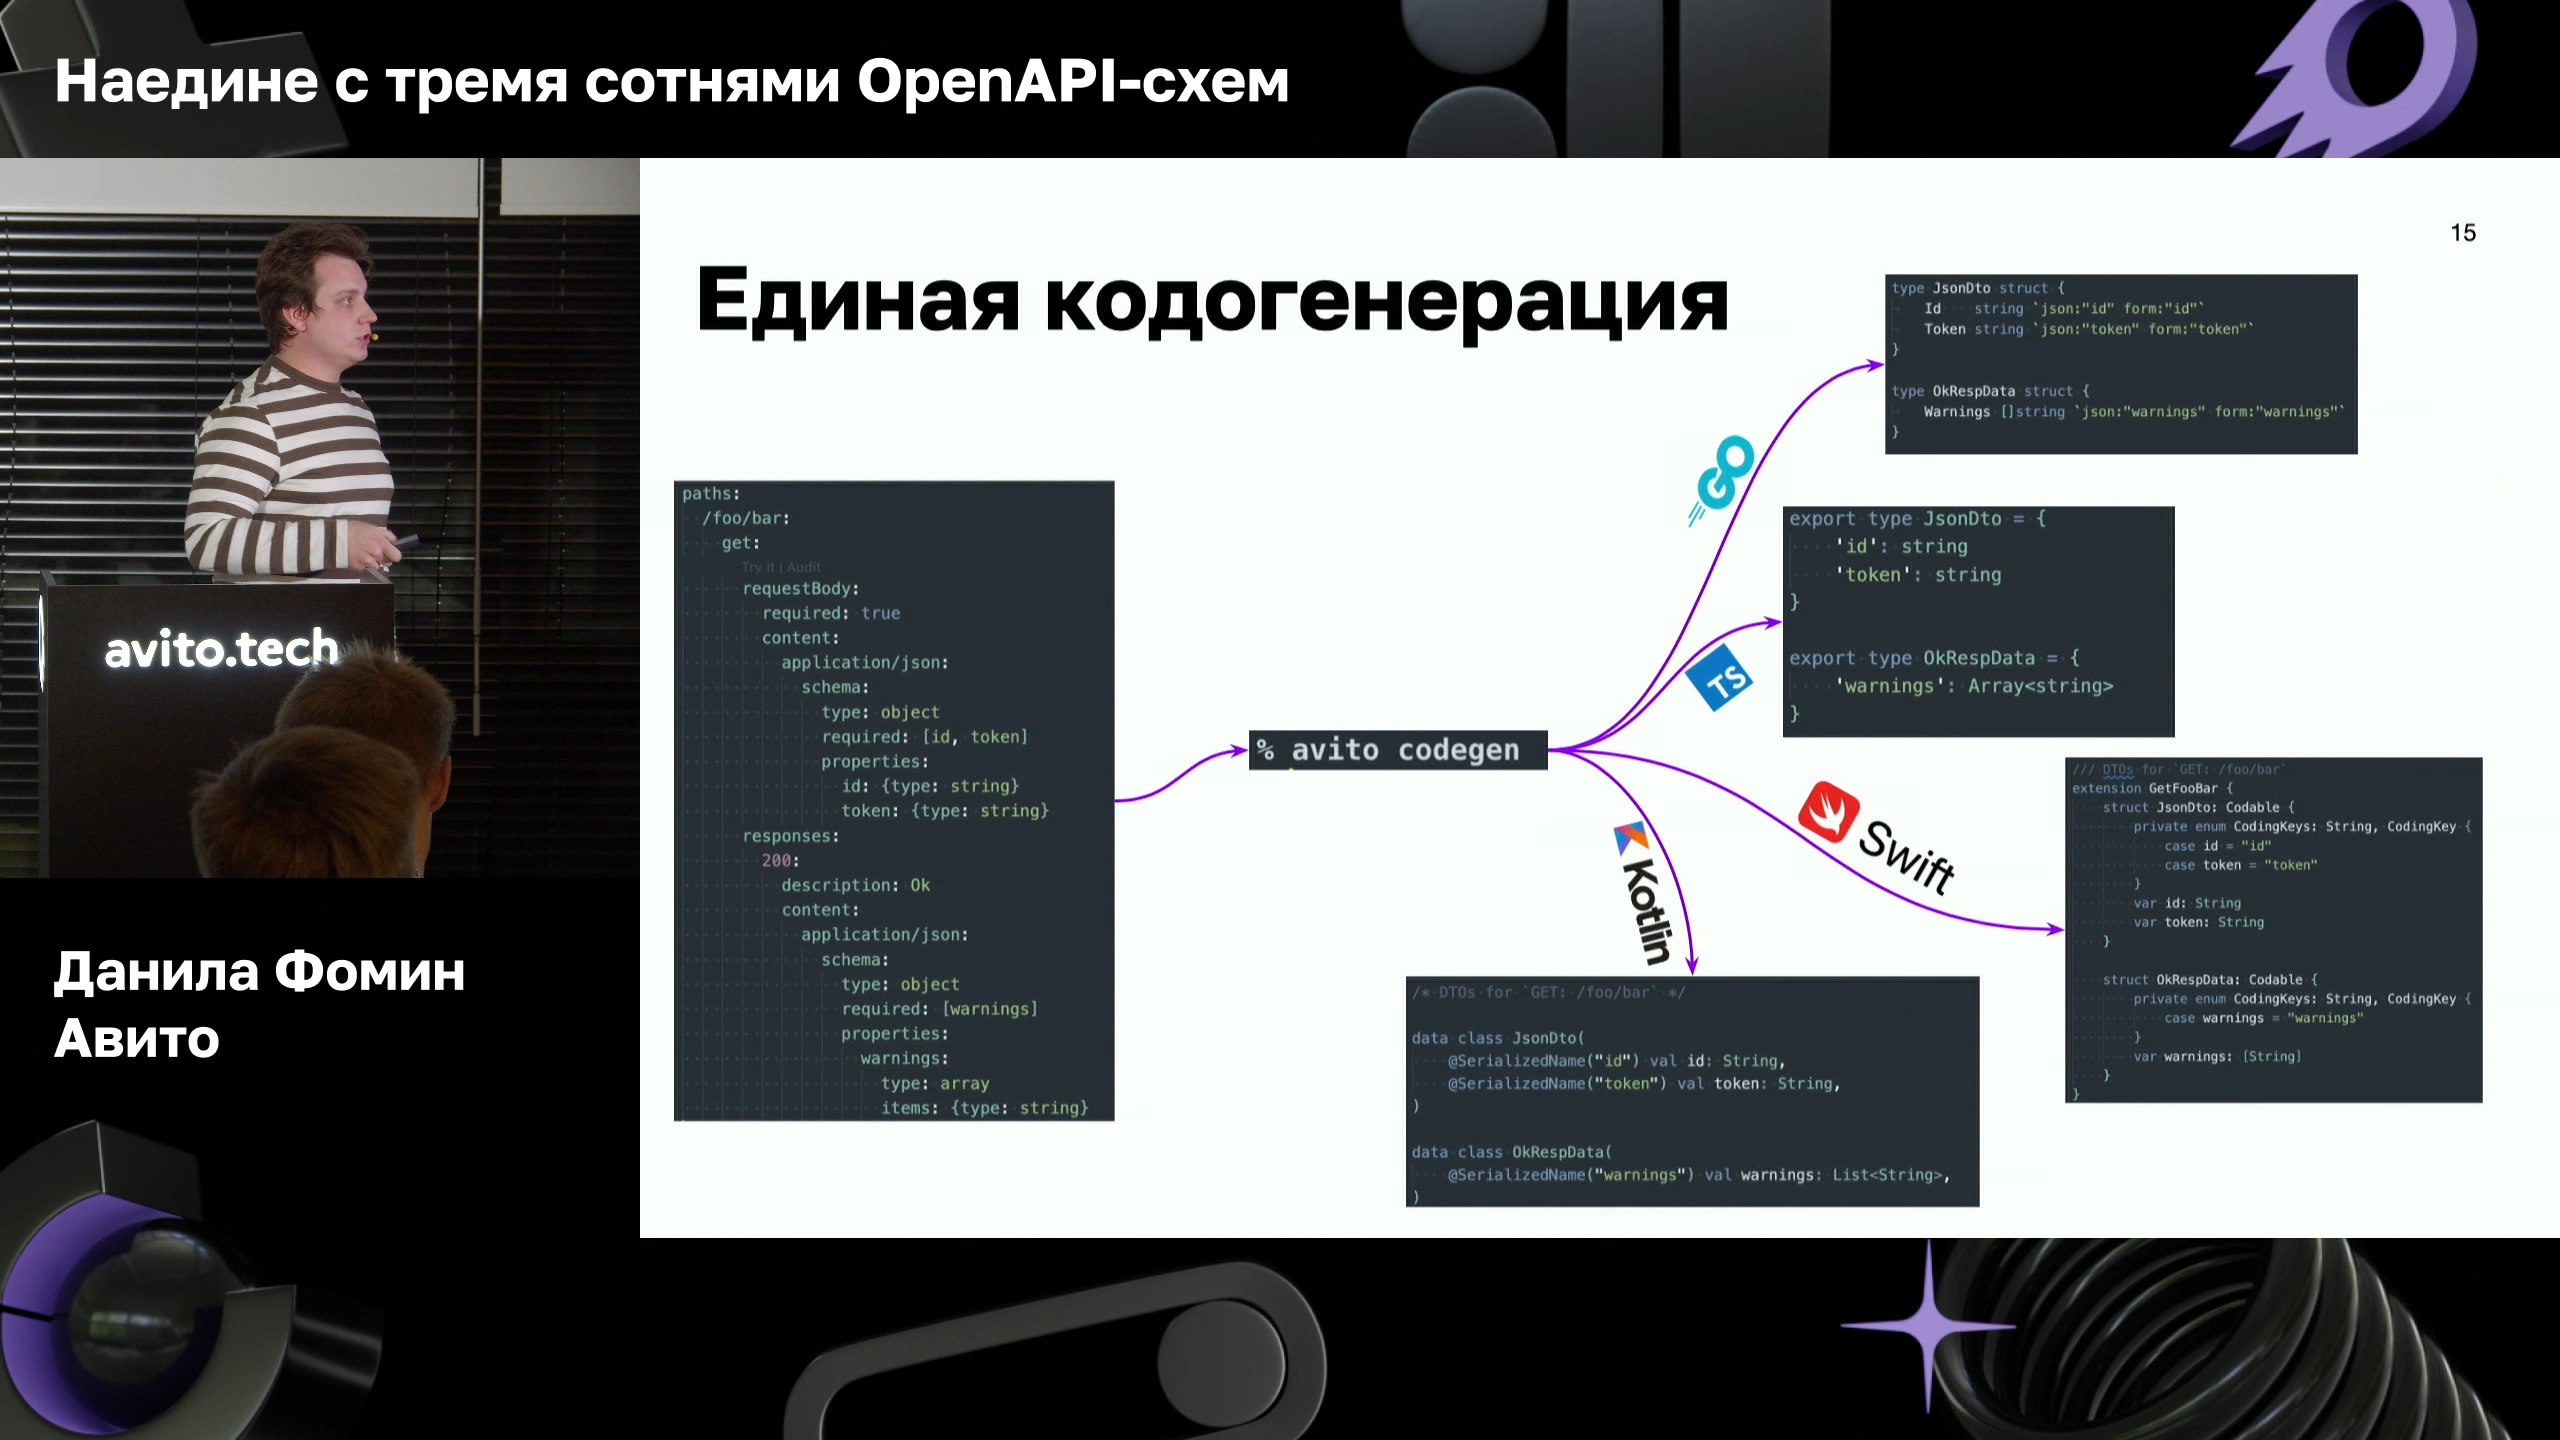 Наедине с тремя сотнями OpenAPI-схем
avito.tech
Данила Фомин
Авито
15
Единая кодогенерация
paths:
/foo/bar:
get:
Try it | Audit
requestBody:
required: true
content:
application/json:
schema:
type: object
required: [id, token]
properties:
id: {type: string}
token: {type: string}
responses:
200:
description: Ok
content:
application/json:
schema:
type: object
required: [warnings]
properties:
warnings:
type: array
items: {type: string}
% avito codegen
GO
type JsonDto struct {
Id string `json:"id" form:"id"`
Token string `json:"token" form:"token"`
}
type OkRespData struct {
Warnings []string `json:"warnings" form:"warnings"`
}
TS
export type JsonDto = {
'id': string
'token': string
}
export type OkRespData = {
'warnings': Array<string>
}
Swift
/// DTOs for `GET: /foo/bar`
extension GetFooBar {
struct JsonDto: Codable {
private enum CodingKeys: String, CodingKey {
case id = "id"
case token = "token"
}
var id: String
var token: String
}
struct OkRespData: Codable {
private enum CodingKeys: String, CodingKey {
case warnings = "warnings"
}
var warnings: [String]
}
}
Kotlin
/* DTOs for `GET: /foo/bar` */
data class JsonDto(
@SerializedName("id") val id: String,
@SerializedName("token") val token: String,
)
data class OkRespData(
@SerializedName("warnings") val warnings: List<String>,
)